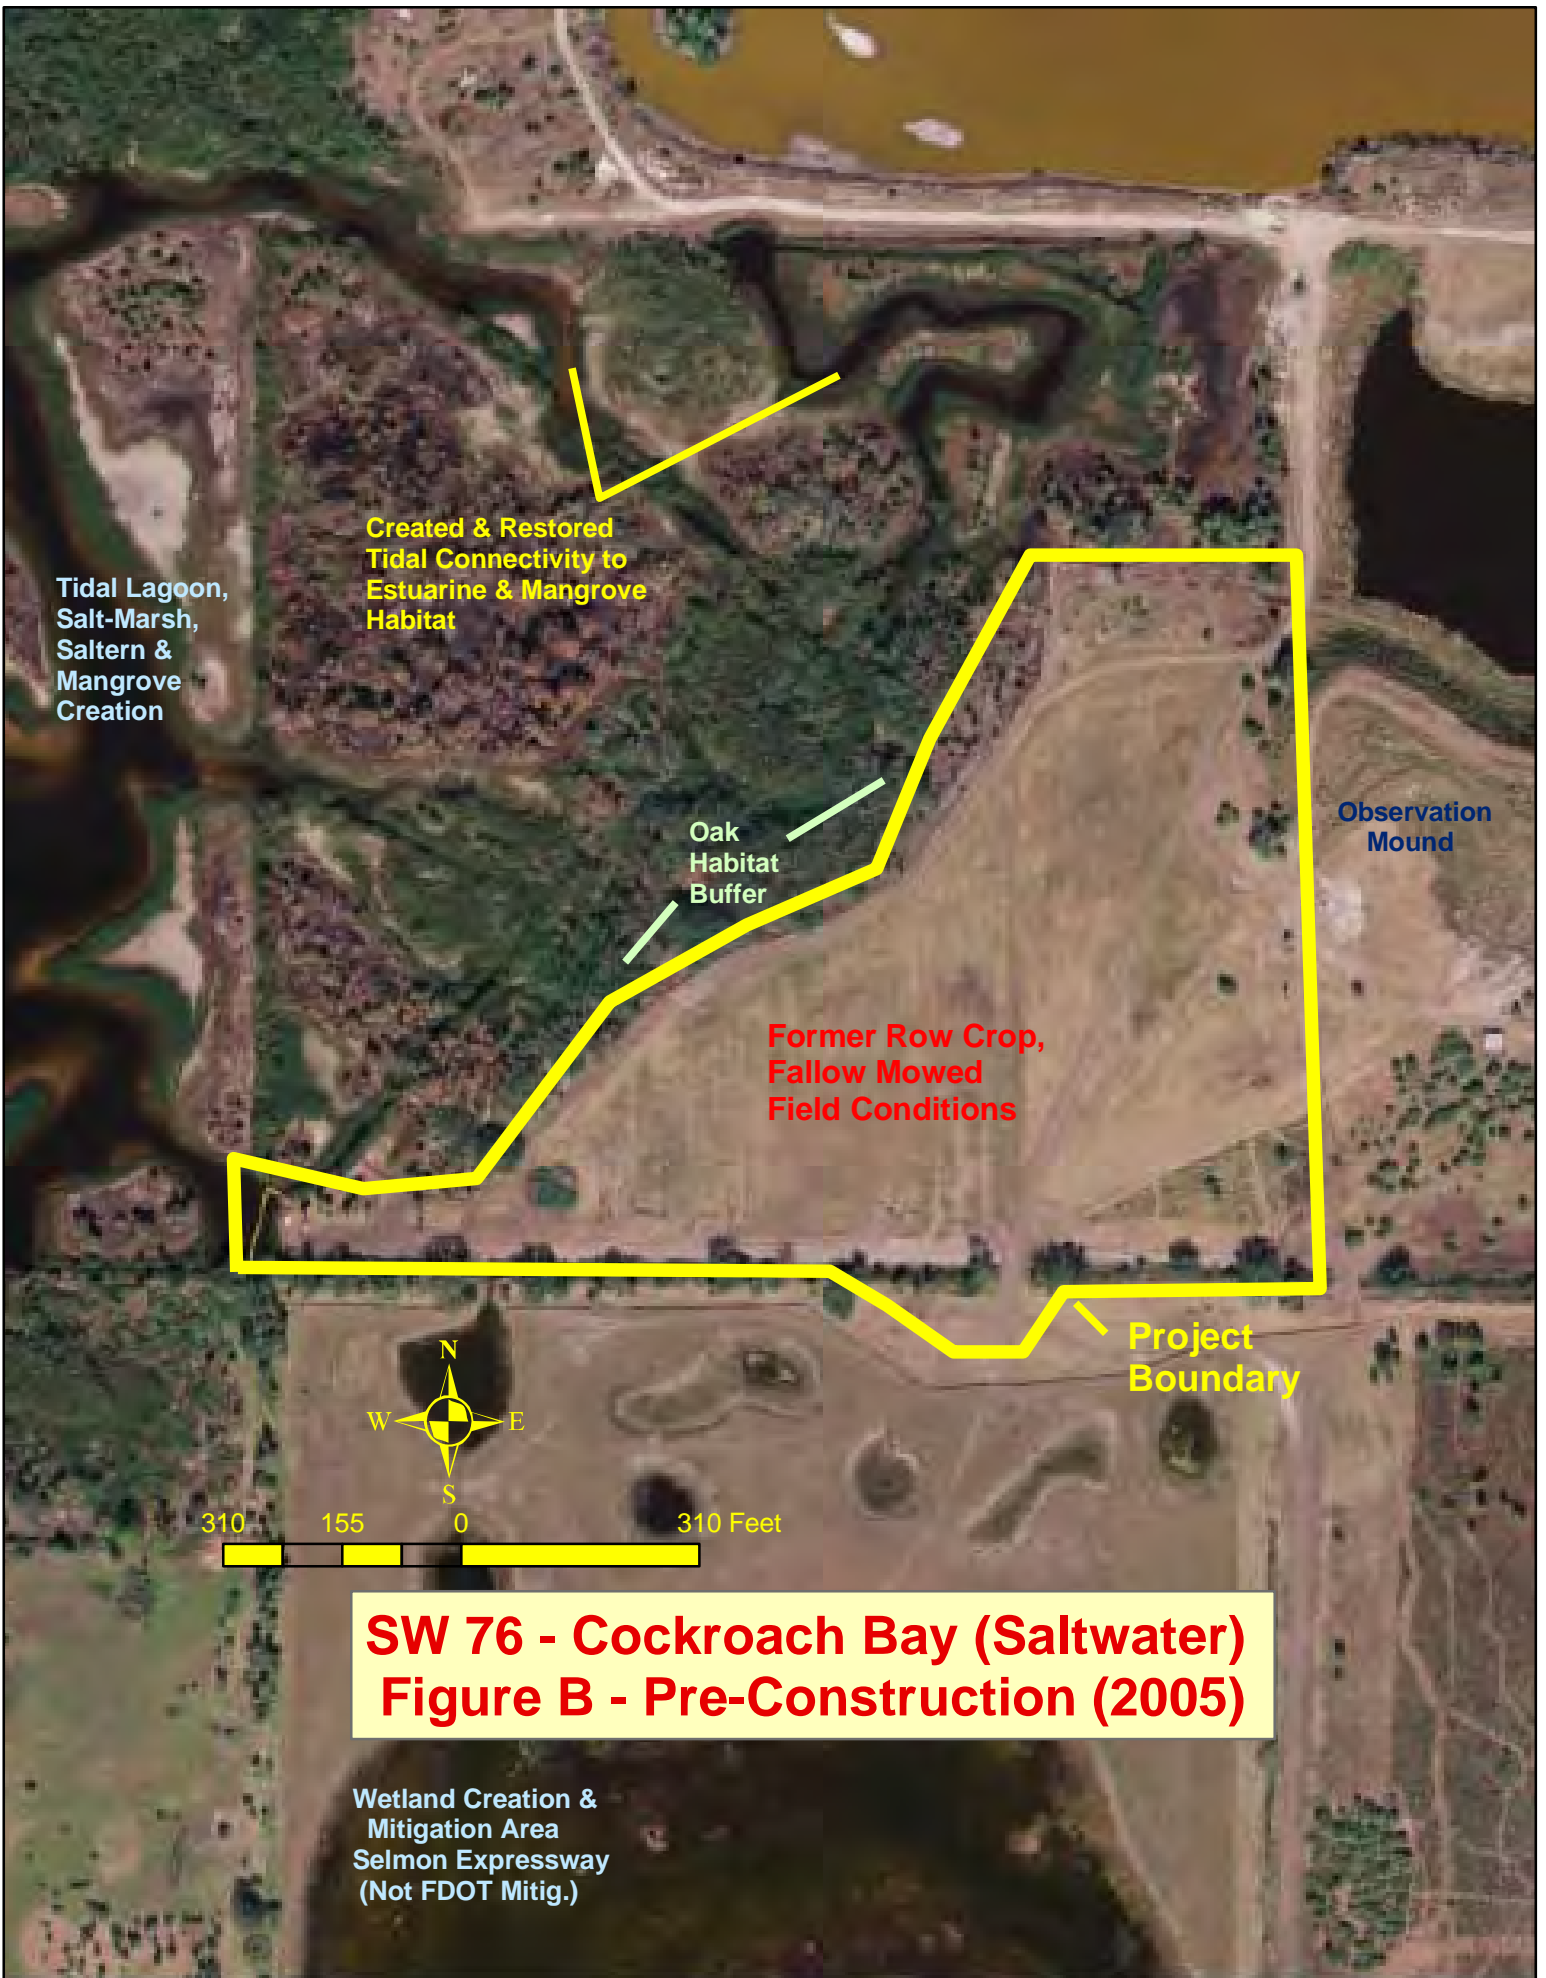 Created & Restored
Tidal Connectivity to
Estuarine & Mangrove
Habitat
Tidal Lagoon,
Salt-Marsh,
Saltern &
Mangrove
Creation
Oak
Habitat
Buffer
Observation
Mound
Former Row Crop,
Fallow Mowed
Field Conditions
Project
Boundary
N
W E
S
310 155 0 310 Feet
SW 76 - Cockroach Bay (Saltwater)
Figure B - Pre-Construction (2005)
Wetland Creation &
Mitigation Area
Selmon Expressway
(Not FDOT Mitig.)